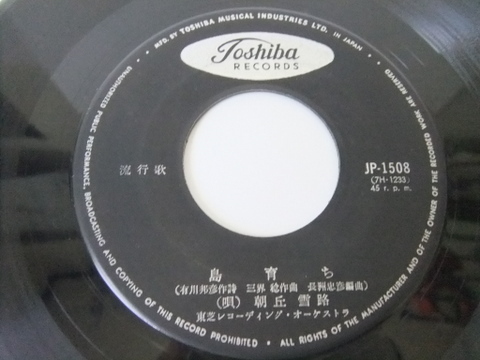 MFD. BY TOSHIBA MUSICAL INDUSTRIES LTD. IN JAPAN
Toshiba
RECORDS
流行歌
JP-1508
(7H-1233)
45 r. p. m.
島育ち
(有川邦彦作詩 三界稔作曲 長洲忠彦編曲)
(唄) 朝丘雪路
東芝レコーディング・オーケストラ
UNAUTHORIZED PUBLIC PERFORMANCE, BROADCASTING AND COPYING OF THIS RECORD PROHIBITED • ALL RIGHTS OF THE MANUFACTURER AND OF THE OWNER OF THE RECORDED WORK ARE RESERVED